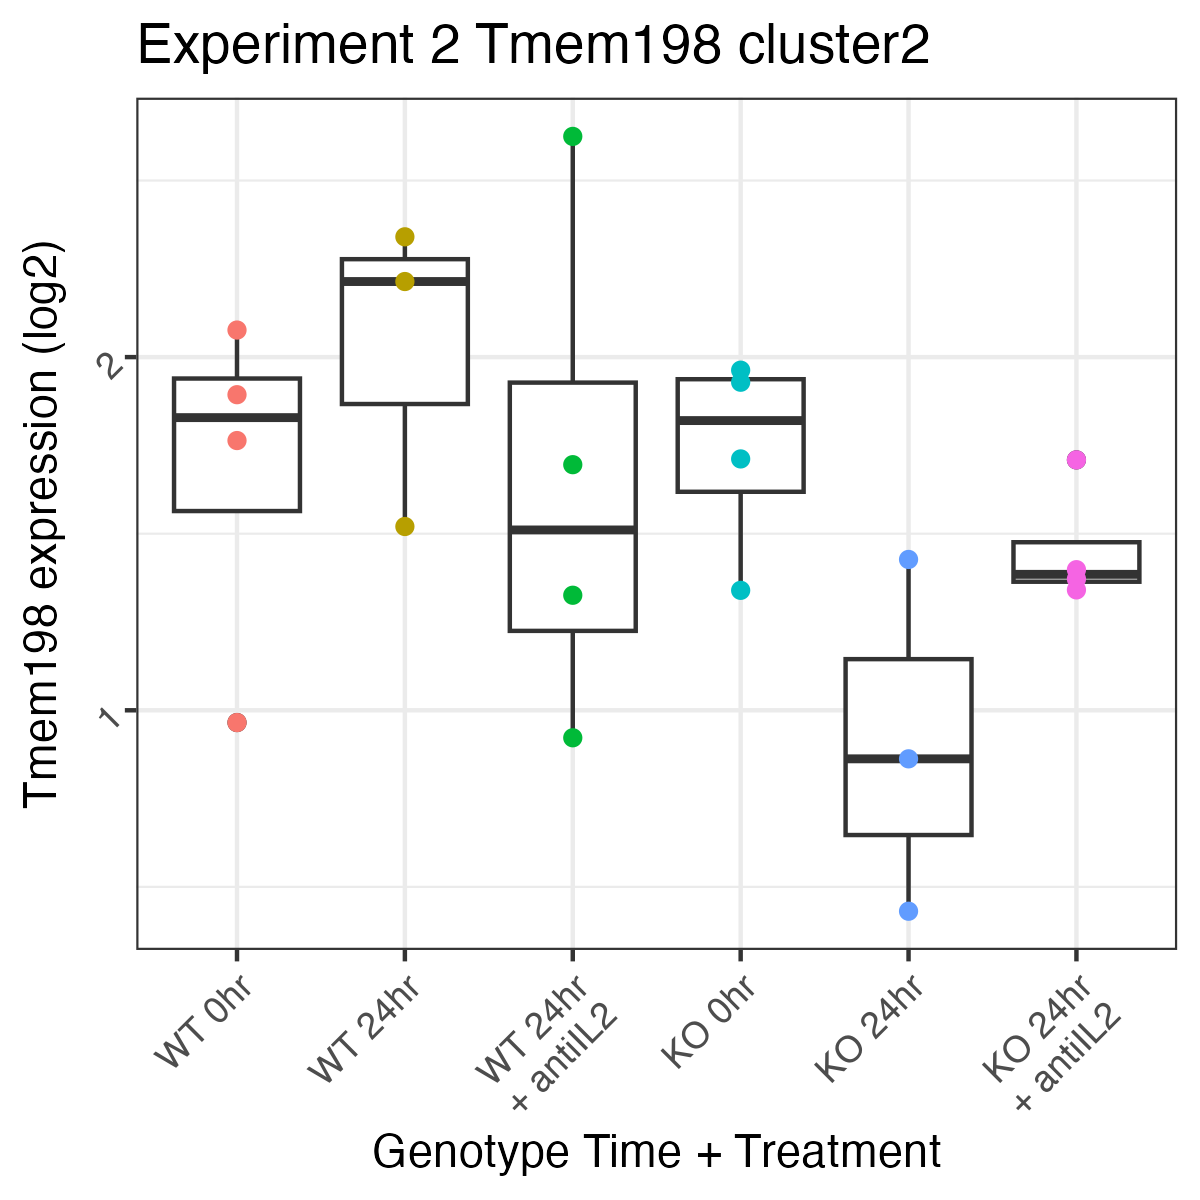 Experiment 2 Tmem198 cluster2
Tmem198 expression (log2)
2
1
WT 0hr
WT 24hr
WT 24hr
+ antiIL2
KO 0hr
KO 24hr
KO 24hr
+ antiIL2
Genotype Time + Treatment